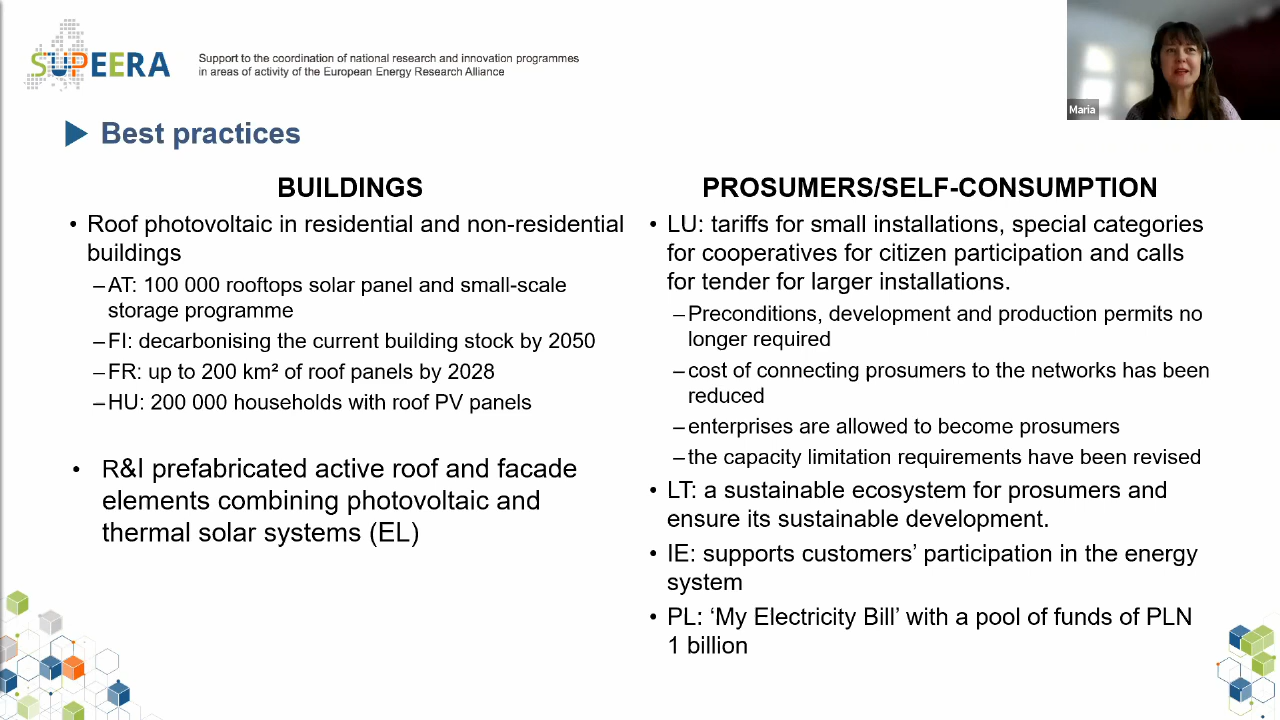 SUPEERA
Support to the coordination of national research and innovation programmes
in areas of activity of the European Energy Research Alliance
Maria
Best practices
BUILDINGS
• Roof photovoltaic in residential and non-residential
buildings
–AT: 100 000 rooftops solar panel and small-scale
storage programme
–FI: decarbonising the current building stock by 2050
–FR: up to 200 km² of roof panels by 2028
–HU: 200 000 households with roof PV panels
• R&I prefabricated active roof and facade
elements combining photovoltaic and
thermal solar systems (EL)
PROSUMERS/SELF-CONSUMPTION
• LU: tariffs for small installations, special categories
for cooperatives for citizen participation and calls
for tender for larger installations.
–Preconditions, development and production permits no
longer required
–cost of connecting prosumers to the networks has been
reduced
–enterprises are allowed to become prosumers
–the capacity limitation requirements have been revised
• LT: a sustainable ecosystem for prosumers and
ensure its sustainable development.
• IE: supports customers’ participation in the energy
system
• PL: ‘My Electricity Bill’ with a pool of funds of PLN
1 billion